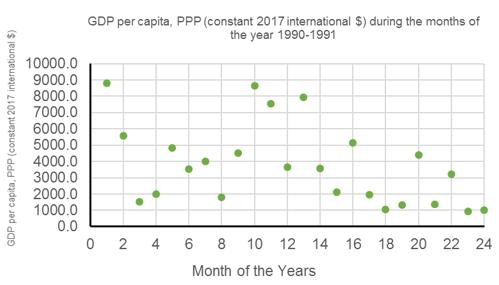 GDP per capita, PPP (constant 2017 international $) during the months of
the year 1990-1991
GDP per capita, PPP (constant 2017 international $)
10000.0
9000.0
8000.0
7000.0
6000.0
5000.0
4000.0
3000.0
2000.0
1000.0
0.0
0 2 4 6 8 10 12 14 16 18 20 22 24
Month of the Years